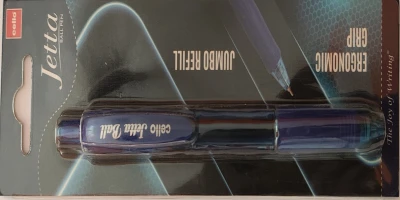 cello
Jetta
BALL PEN
JUMBO REFILL
ERGONOMIC
GRIP
cello Jetta Ball
"The Joy of Writing"